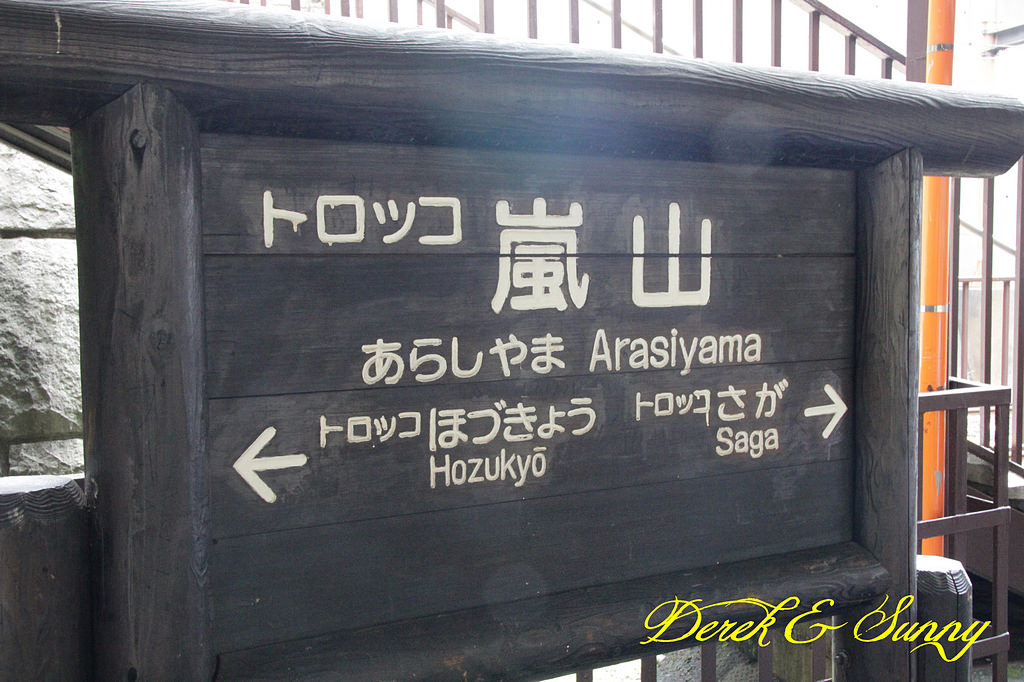 トロッコ 嵐山
あらしやま Arasiyama
← トロッコほづきょう トロッコさが →
Hozukyō Saga
Derek & Sunny